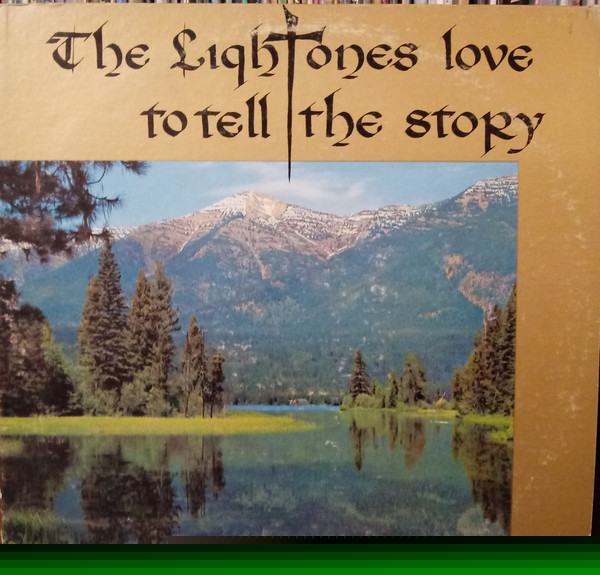 The LighTones love
to tell the story